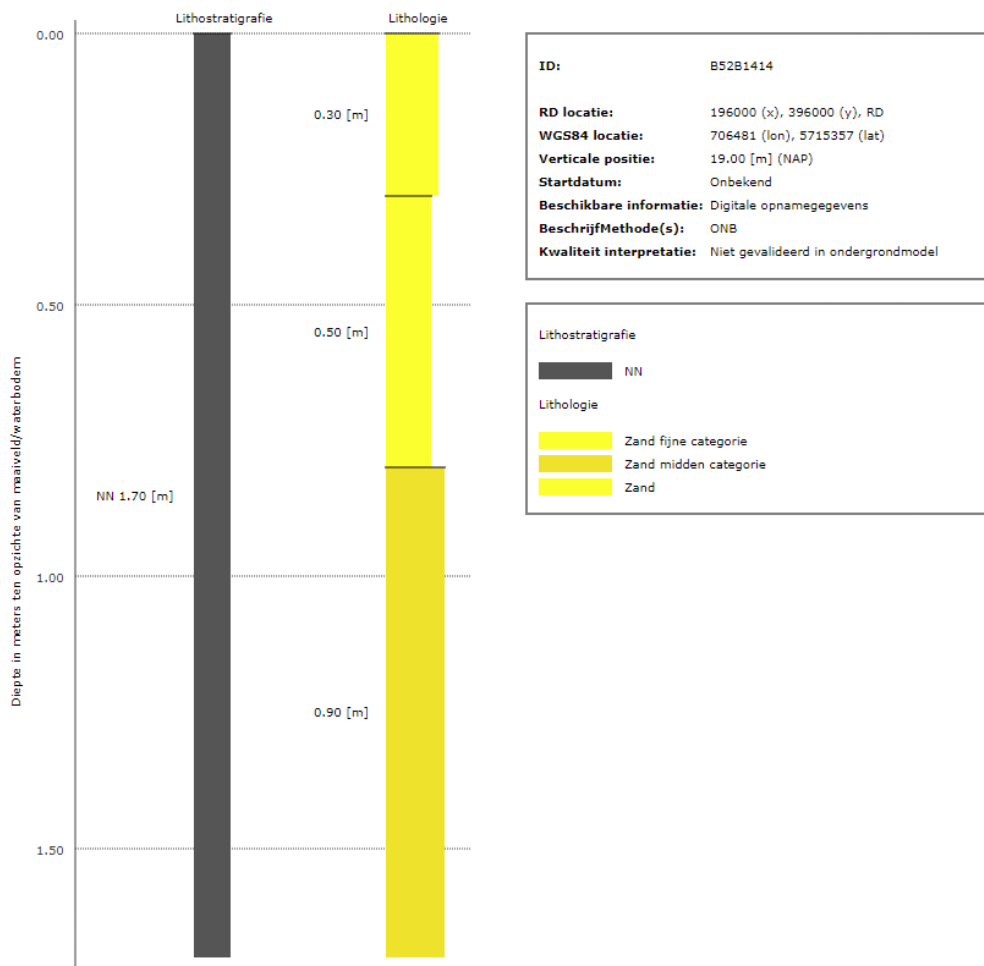 Lithostratigrafie
Lithologie
0.00
0.30 [m]
0.50
0.50 [m]
NN 1.70 [m]
1.00
0.90 [m]
1.50
Diepte in meters ten opzichte van maaiveld/waterbodem
ID: B52B1414
RD locatie: 196000 (x), 396000 (y), RD
WGS84 locatie: 706481 (lon), 5715357 (lat)
Verticale positie: 19.00 [m] (NAP)
Startdatum: Onbekend
Beschikbare informatie: Digitale opnamegegevens
BeschrijfMethode(s): ONB
Kwaliteit interpretatie: Niet gevalideerd in ondergrondmodel
Lithostratigrafie
NN
Lithologie
Zand fijne categorie
Zand midden categorie
Zand